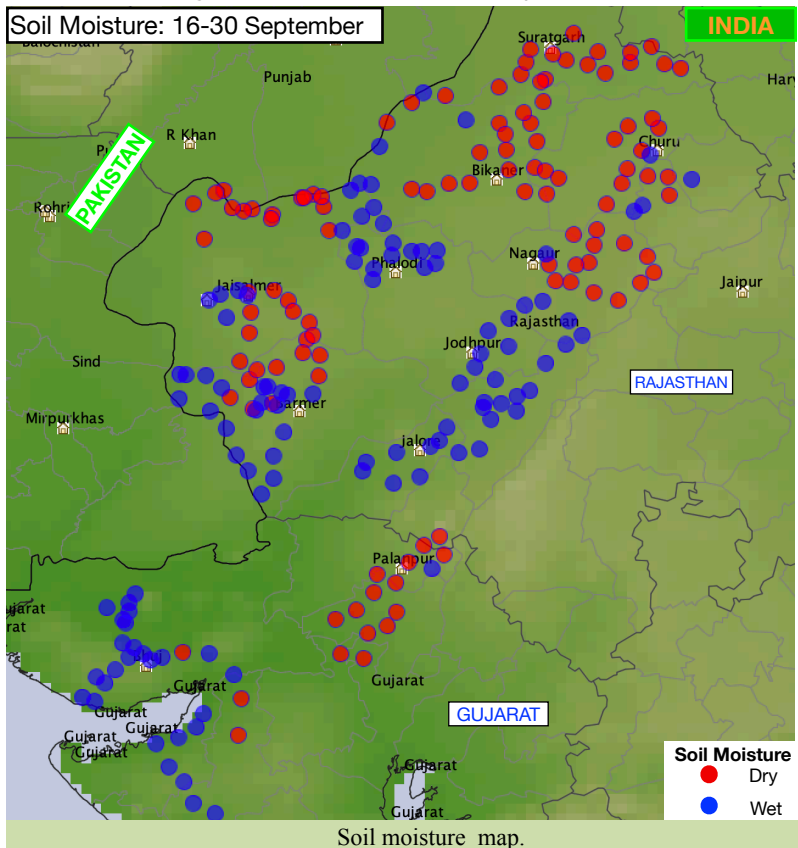 Soil Moisture: 16-30 September
INDIA
Suratgarh
Punjab
R Khan
Churu
PAKISTAN
Bikaner
Rohri
Nagaur
Phalodi
Jaisalmer
Jaipur
Rajasthan
Jodhpur
Sind
RAJASTHAN
Mirpurkhas
Barmer
jalore
Palanpur
Gujarat
Gujarat
Gujarat
GUJARAT
Gujarat
Gujarat
Gujarat
Gujarat
Gujarat
Gujarat
Soil Moisture
Dry
Wet
Soil moisture map.